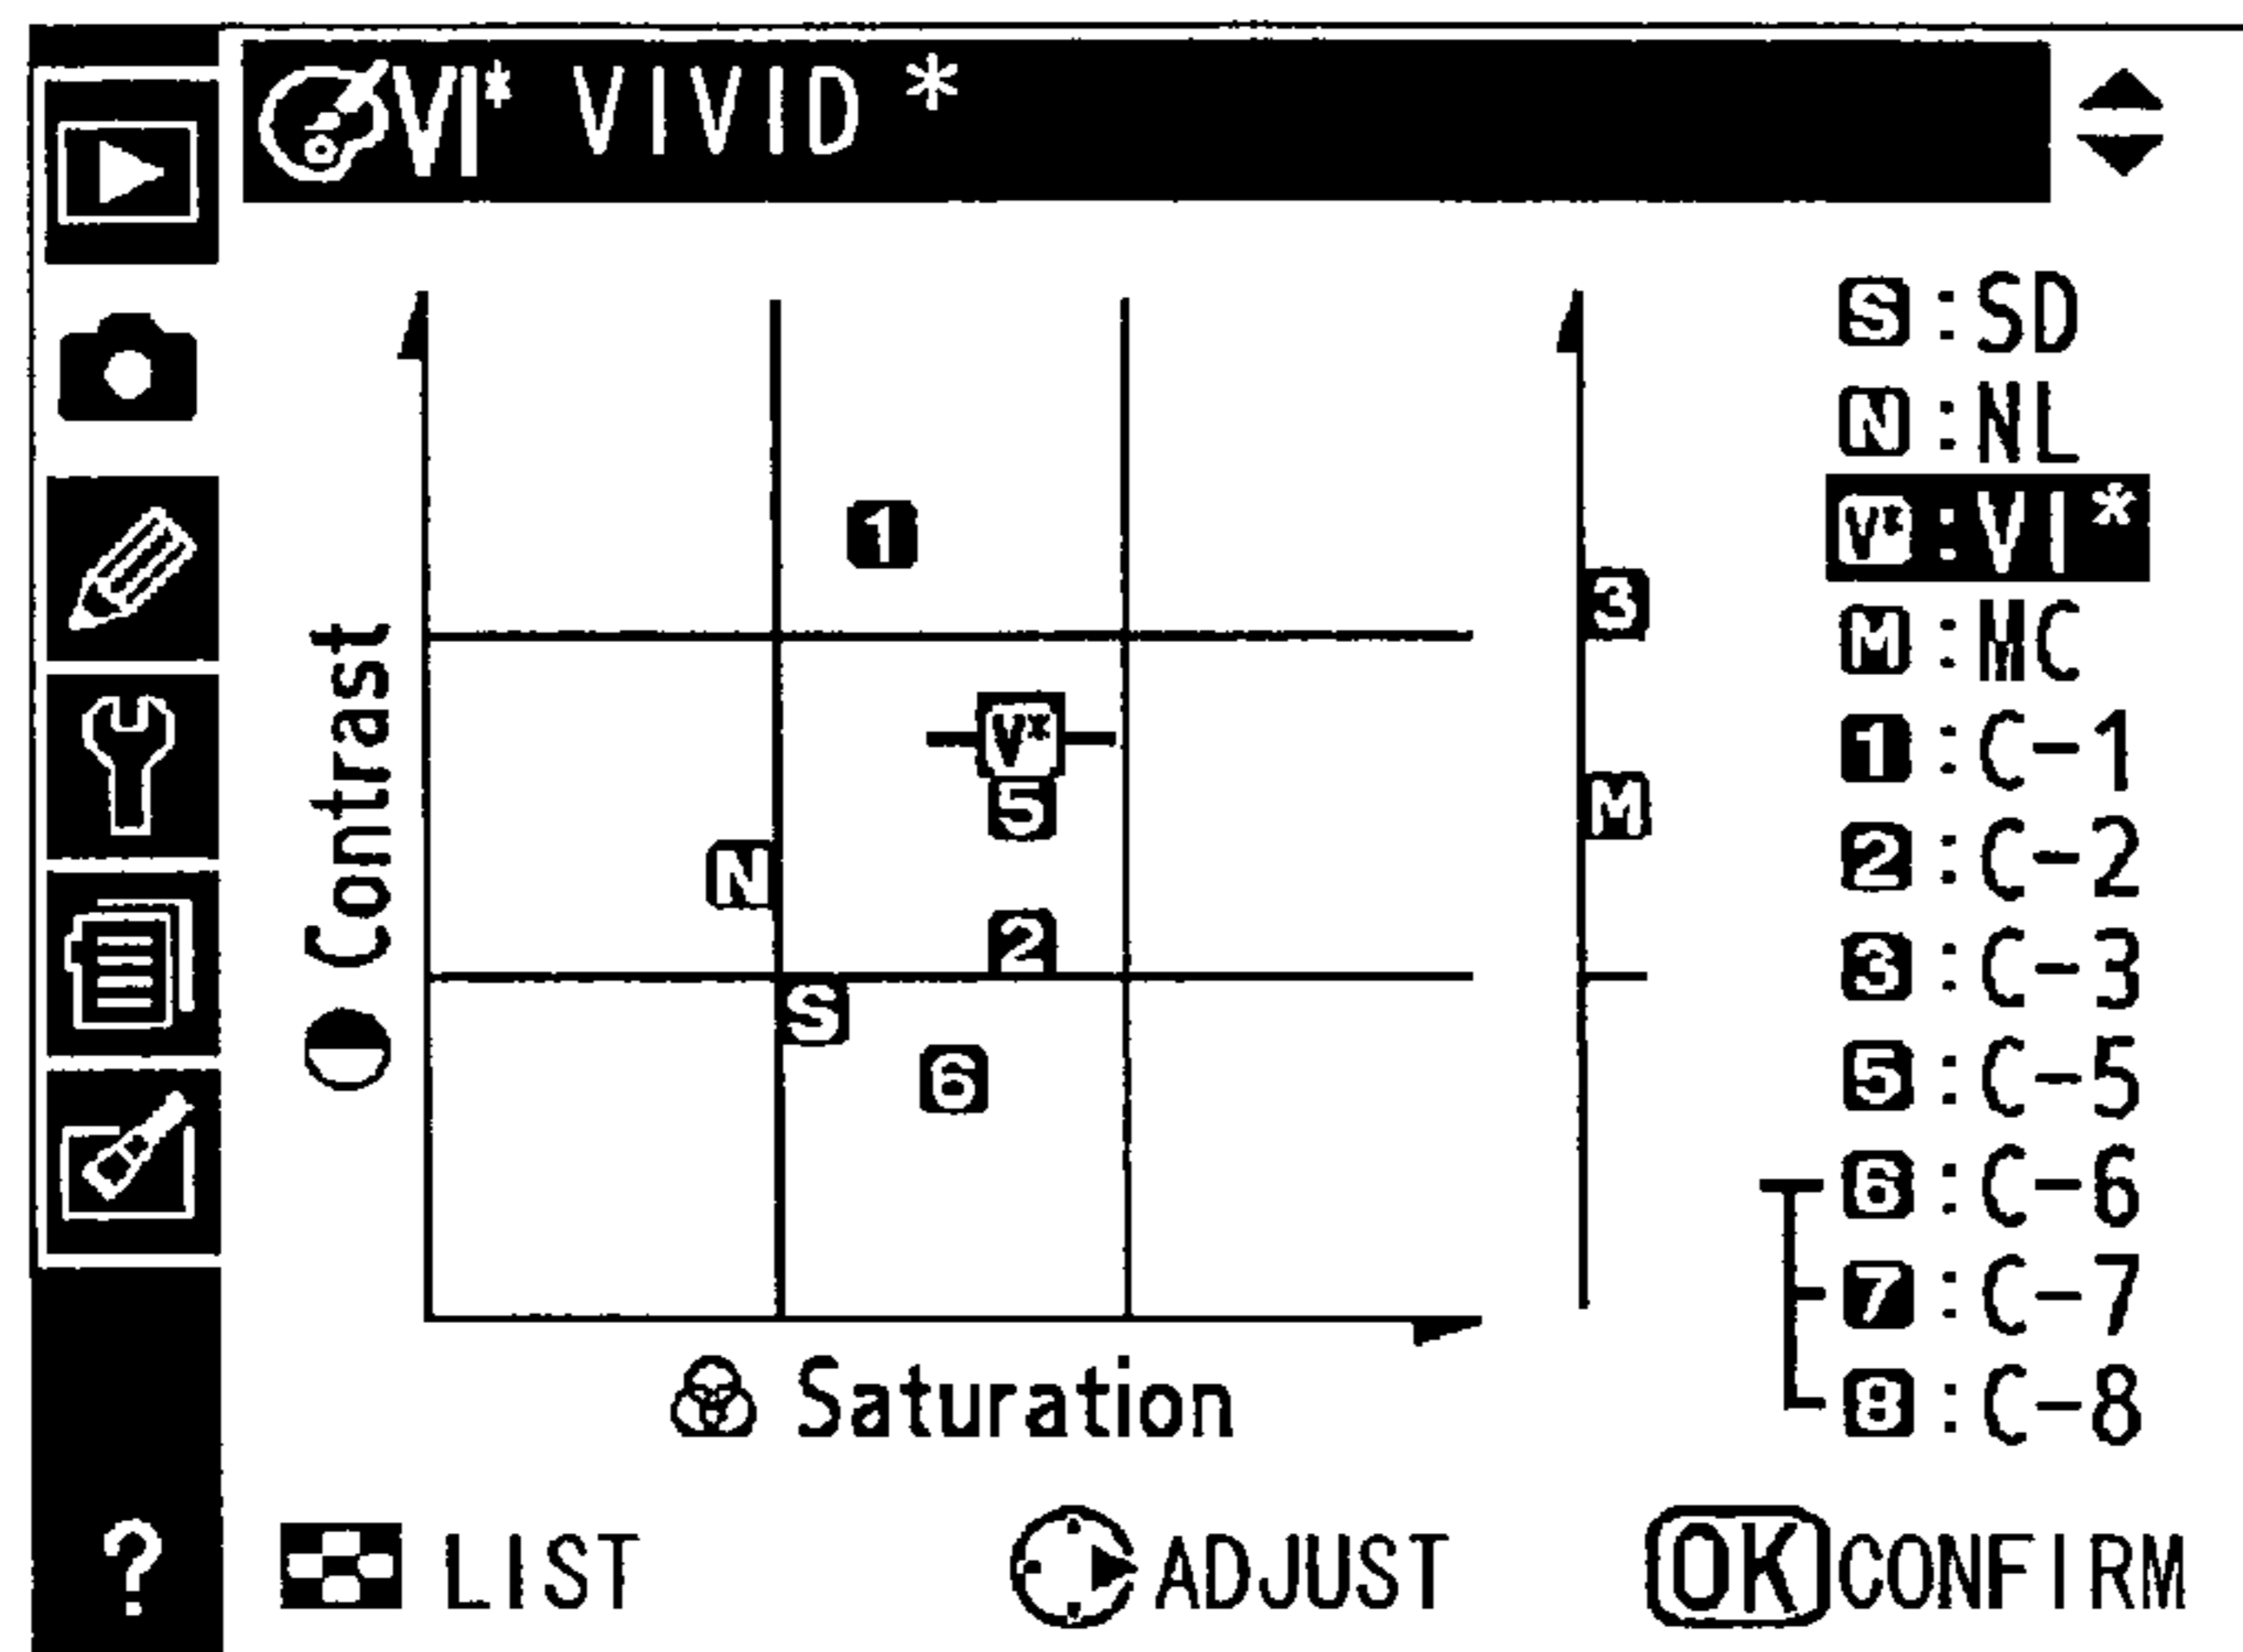 VI* VIVID *
S:SD
N:NL
V*:VI*
M:MC
1:C-1
2:C-2
3:C-3
5:C-5
6:C-6
7:C-7
8:C-8
1
3
V*
5
M
N
2
S
6
Contrast
Saturation
? LIST ADJUST OK CONFIRM